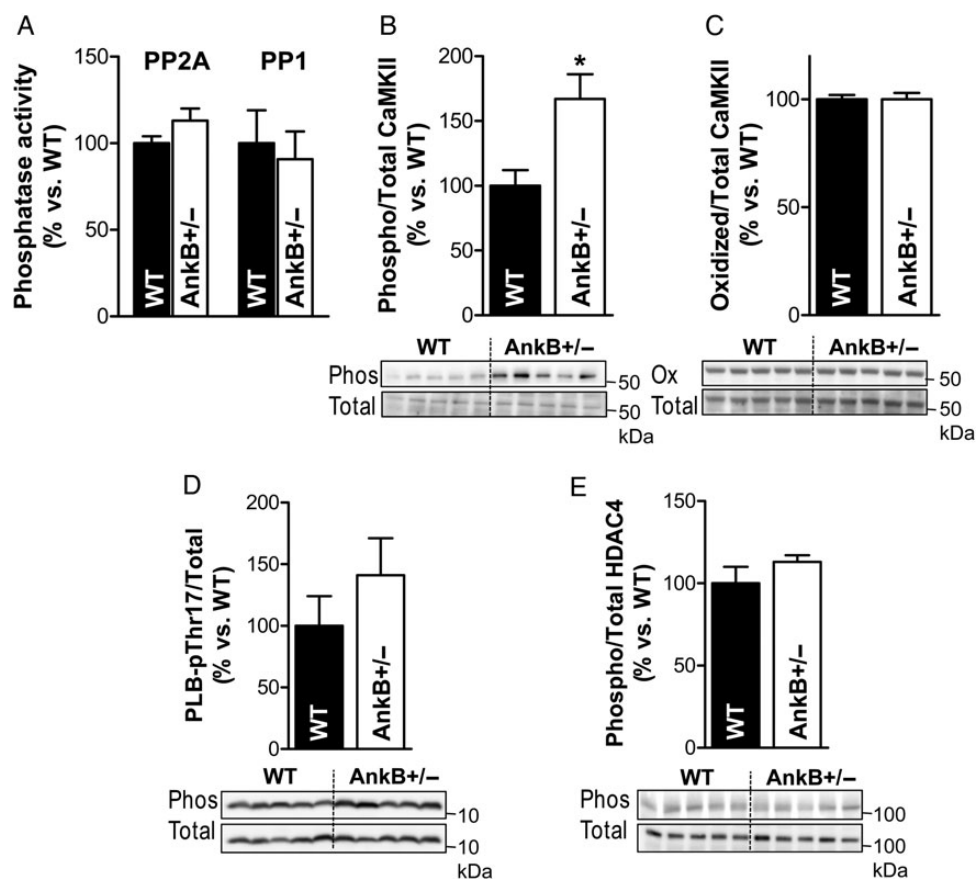 A
Phosphatase activity
(% vs. WT)
150
100
50
0
PP2A
PP1
WT
AnkB+/−
WT
AnkB+/−
B
Phospho/Total CaMKII
(% vs. WT)
200
150
100
50
0
*
WT
AnkB+/−
WT
AnkB+/−
Phos
50
Total
50
kDa
C
Oxidized/Total CaMKII
(% vs. WT)
100
50
0
WT
AnkB+/−
WT
AnkB+/−
Ox
50
Total
50
kDa
D
PLB-pThr17/Total
(% vs. WT)
200
150
100
50
0
WT
AnkB+/−
WT
AnkB+/−
Phos
10
Total
10
kDa
E
Phospho/Total HDAC4
(% vs. WT)
150
100
50
0
WT
AnkB+/−
WT
AnkB+/−
Phos
100
Total
100
kDa